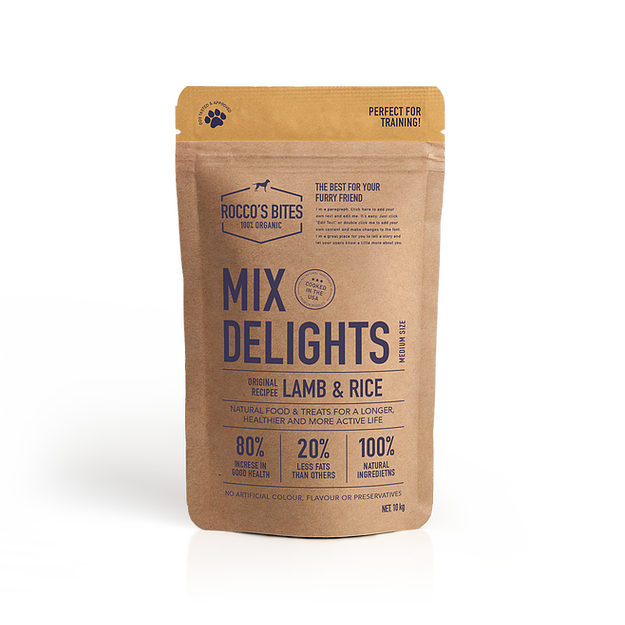 DOG TESTED & APPROVED
PERFECT FOR
TRAINING!
ROCCO'S BITES
100% ORGANIC
THE BEST FOR YOUR
FURRY FRIEND
I'm a paragraph. Click here to add your
own text and edit me. It's easy. Just click
"Edit Text" or double click me to add your
own content and make changes to the font.
I'm a great place for you to tell a story and
let your users know a little more about you.
MIX
COOKED
IN THE
USA
DELIGHTS
MEDIUM SIZE
ORIGINAL
RECIPEE
LAMB & RICE
NATURAL FOOD & TREATS FOR A LONGER,
HEALTHIER AND MORE ACTIVE LIFE
80%
INCRESE IN
GOOD HEALTH
20%
LESS FATS
THAN OTHERS
100%
NATURAL
INGREDIETNS
NO ARTIFICIAL COLOUR, FLAVOUR OR PRESERVATIVES
NET. 10 kg